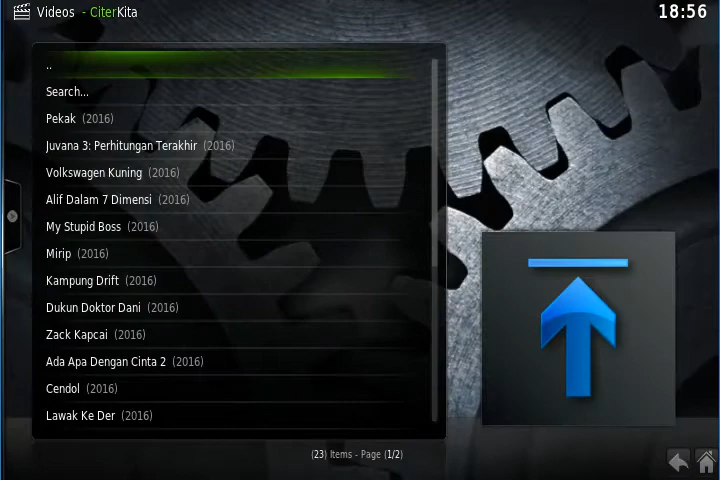 Videos - CiterKita
18:56
..
Search...
Pekak (2016)
Juvana 3: Perhitungan Terakhir (2016)
Volkswagen Kuning (2016)
Alif Dalam 7 Dimensi (2016)
My Stupid Boss (2016)
Mirip (2016)
Kampung Drift (2016)
Dukun Doktor Dani (2016)
Zack Kapcai (2016)
Ada Apa Dengan Cinta 2 (2016)
Cendol (2016)
Lawak Ke Der (2016)
(23) Items - Page (1/2)